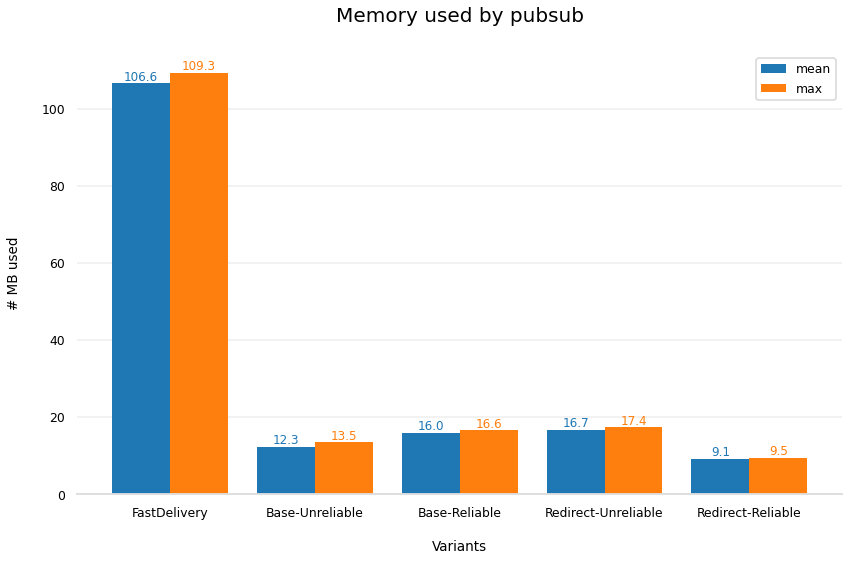 Memory used by pubsub
mean
max
# MB used
100
80
60
40
20
0
106.6
109.3
12.3
13.5
16.0
16.6
16.7
17.4
9.1
9.5
FastDelivery
Base-Unreliable
Base-Reliable
Redirect-Unreliable
Redirect-Reliable
Variants